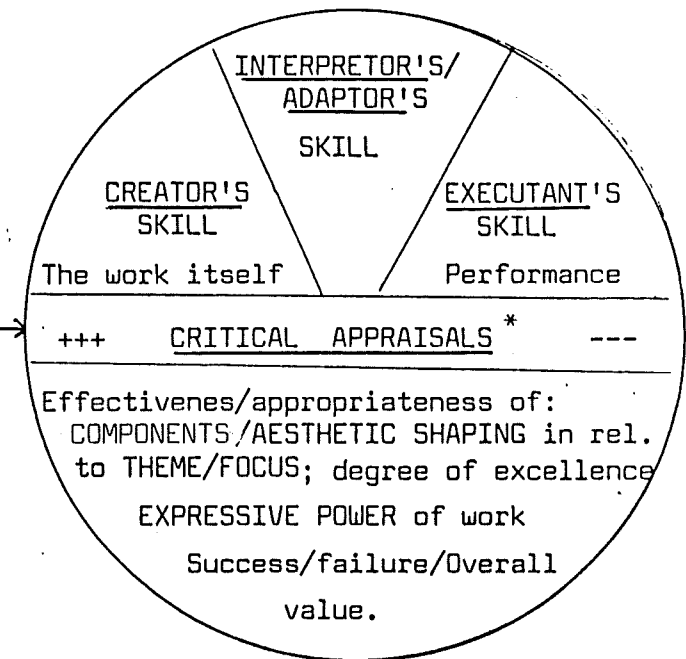 INTERPRETOR'S/
ADAPTOR'S
SKILL
CREATOR'S
SKILL
The work itself
EXECUTANT'S
SKILL
Performance
+++ CRITICAL APPRAISALS * ---
Effectivenes/appropriateness of:
COMPONENTS/AESTHETIC SHAPING in rel.
to THEME/FOCUS; degree of excellence
EXPRESSIVE POWER of work
Success/failure/Overall
value.